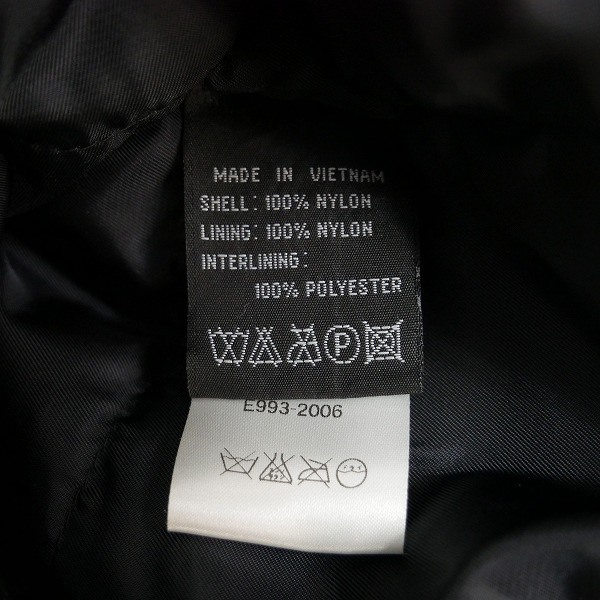 MADE IN VIETNAM
SHELL: 100% NYLON
LINING: 100% NYLON
INTERLINING:
100% POLYESTER
P
E993-2006